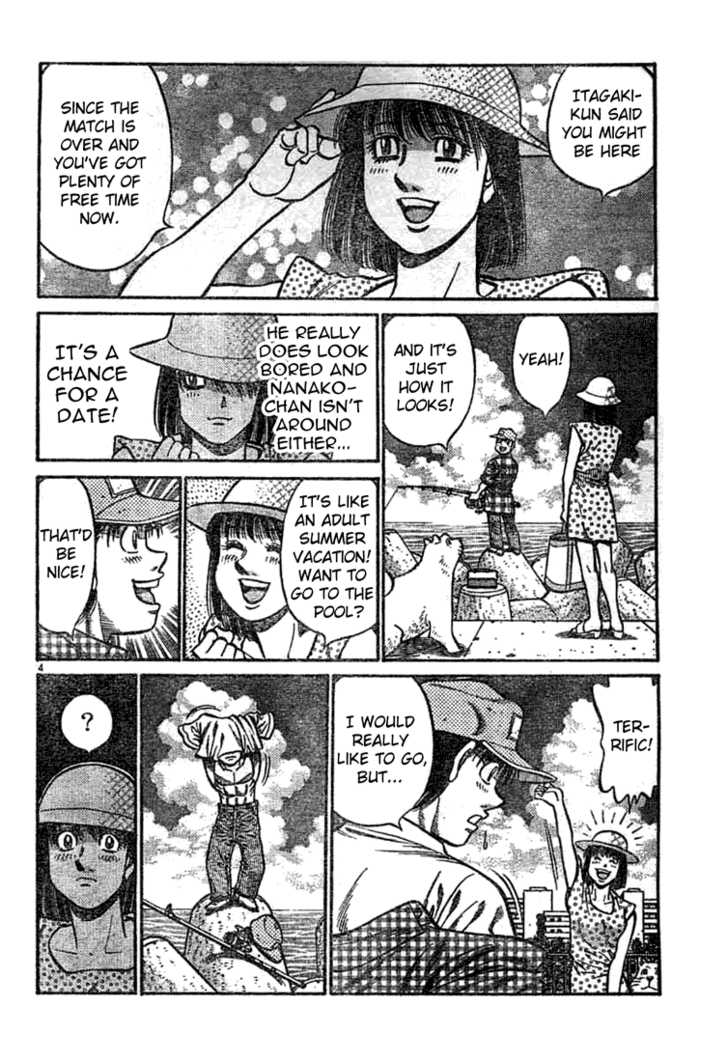 ITAGAKI-
KUN SAID
YOU MIGHT
BE HERE
SINCE THE
MATCH IS
OVER AND
YOU'VE GOT
PLENTY OF
FREE TIME
NOW.
YEAH!
AND IT'S
JUST
HOW IT
LOOKS!
HE REALLY
DOES LOOK
BORED AND
NANAKO-
CHAN ISN'T
AROUND
EITHER...
IT'S A
CHANCE
FOR A
DATE!
IT'S LIKE
AN ADULT
SUMMER
VACATION!
WANT TO
GO TO THE
POOL?
THAT'D
BE
NICE!
4
TER-
RIFIC!
I WOULD
REALLY
LIKE TO GO,
BUT...
?